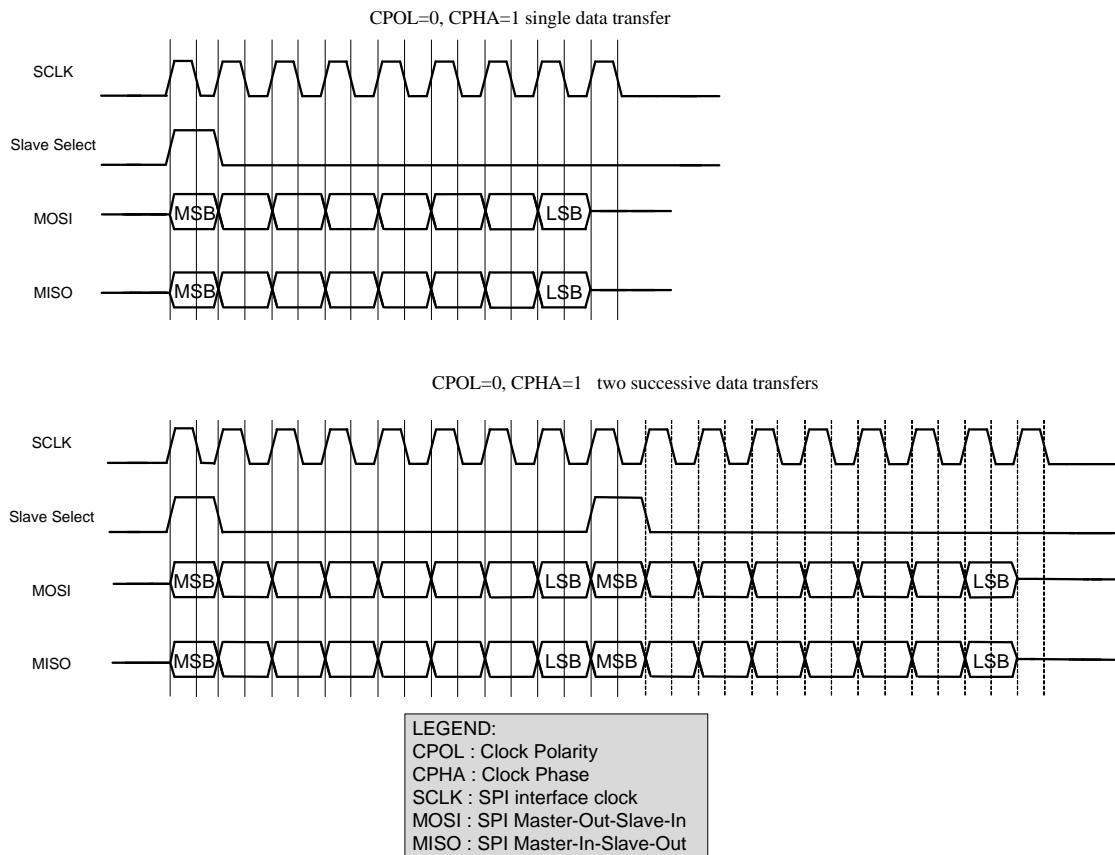 CPOL=0, CPHA=1 single data transfer
SCLK
Slave Select
MOSI
MSB
LSB
MISO
MSB
LSB
CPOL=0, CPHA=1 two successive data transfers
SCLK
Slave Select
MOSI
MSB
LSB
MSB
LSB
MISO
MSB
LSB
MSB
LSB
LEGEND:
CPOL : Clock Polarity
CPHA : Clock Phase
SCLK : SPI interface clock
MOSI : SPI Master-Out-Slave-In
MISO : SPI Master-In-Slave-Out